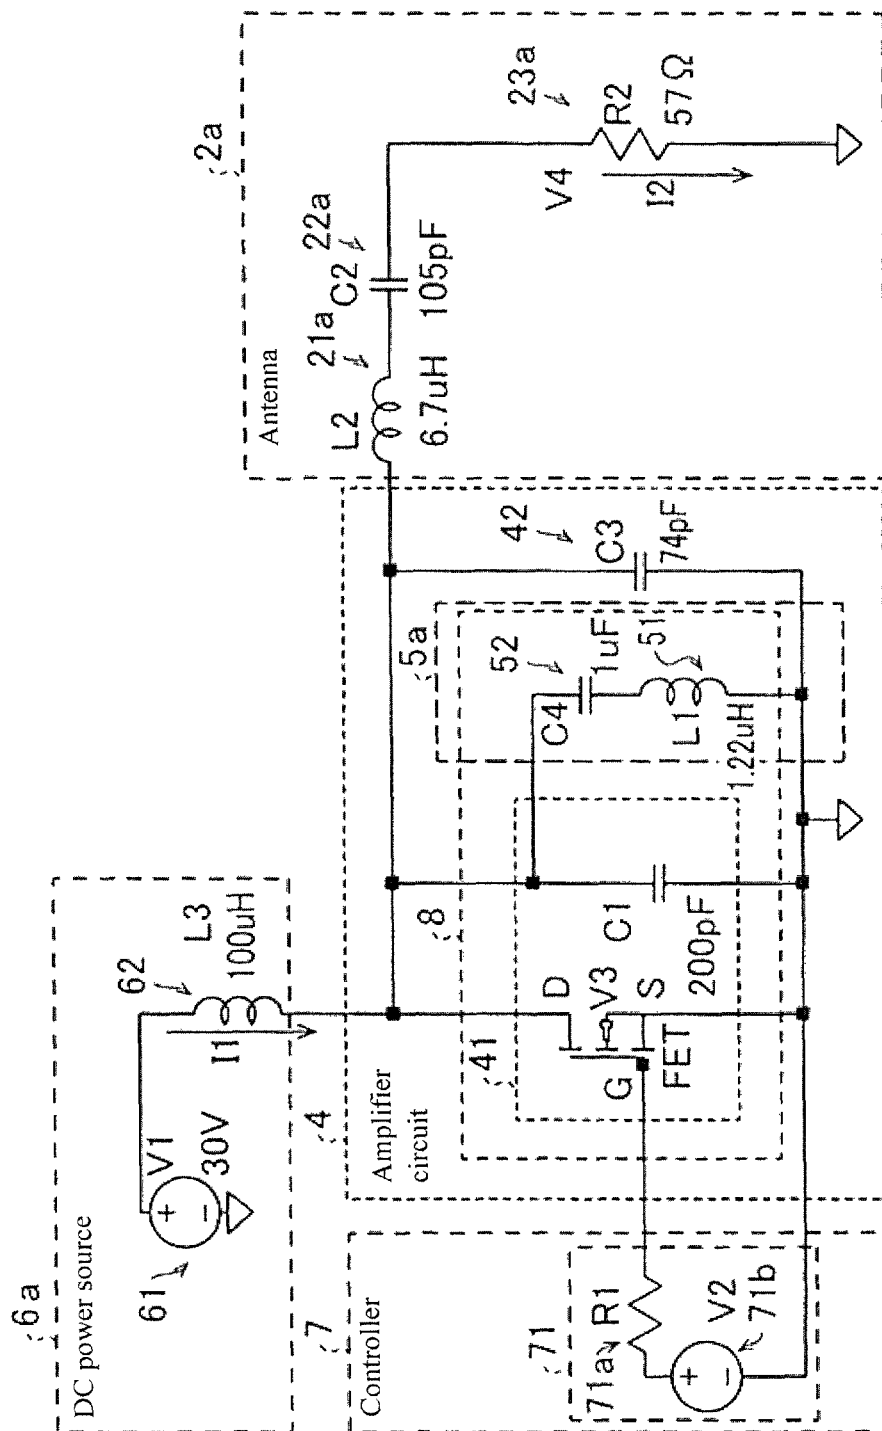 6a
DC power source
61
V1
30V
62
L3
100uH
I1
7
Controller
71
71a
R1
V2
71b
4
Amplifier
circuit
8
41
D
G
V3
S
FET
C1
200pF
5a
52
C4
1uF
51
L1
1.22uH
42
C3
74pF
2a
Antenna
21a
L2
6.7uH
22a
C2
105pF
23a
R2
57Ω
V4
I2
+
−
+
−